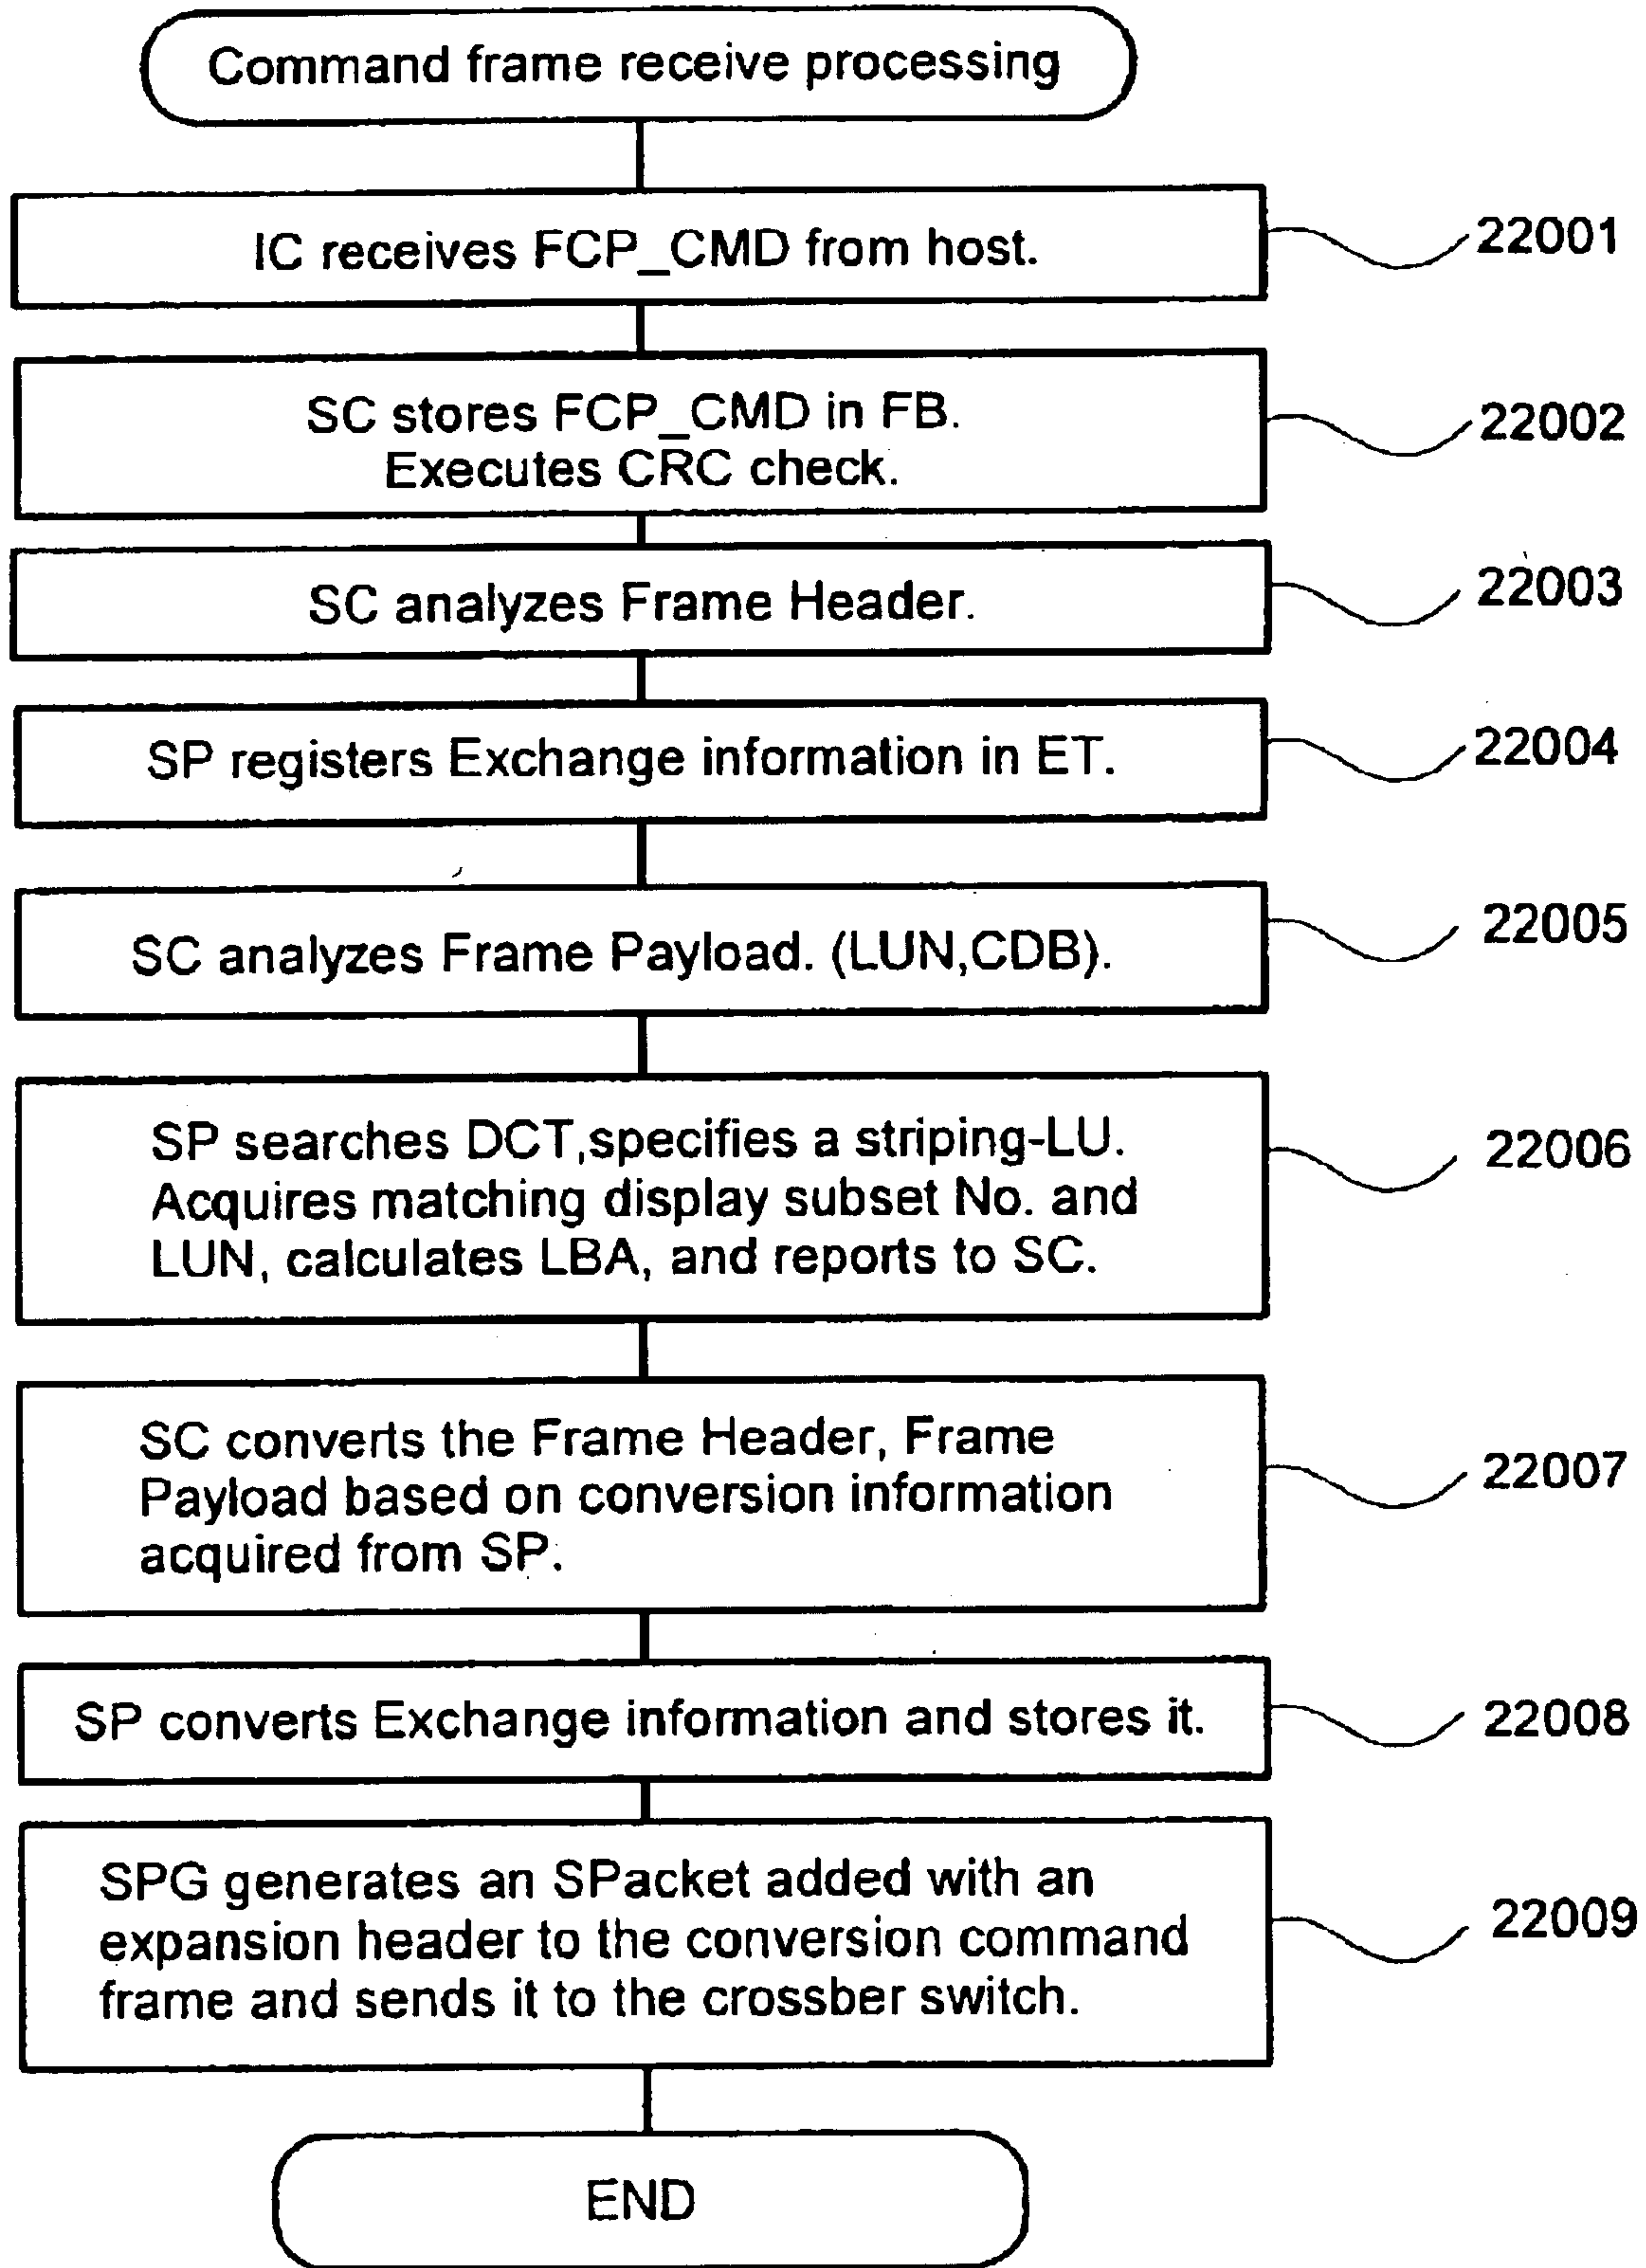 Command frame receive processing
IC receives FCP_CMD from host.
22001
SC stores FCP_CMD in FB.
Executes CRC check.
22002
SC analyzes Frame Header.
22003
SP registers Exchange information in ET.
22004
SC analyzes Frame Payload. (LUN,CDB).
22005
SP searches DCT,specifies a striping-LU.
Acquires matching display subset No. and
LUN, calculates LBA, and reports to SC.
22006
SC converts the Frame Header, Frame
Payload based on conversion information
acquired from SP.
22007
SP converts Exchange information and stores it.
22008
SPG generates an SPacket added with an
expansion header to the conversion command
frame and sends it to the crossber switch.
22009
END